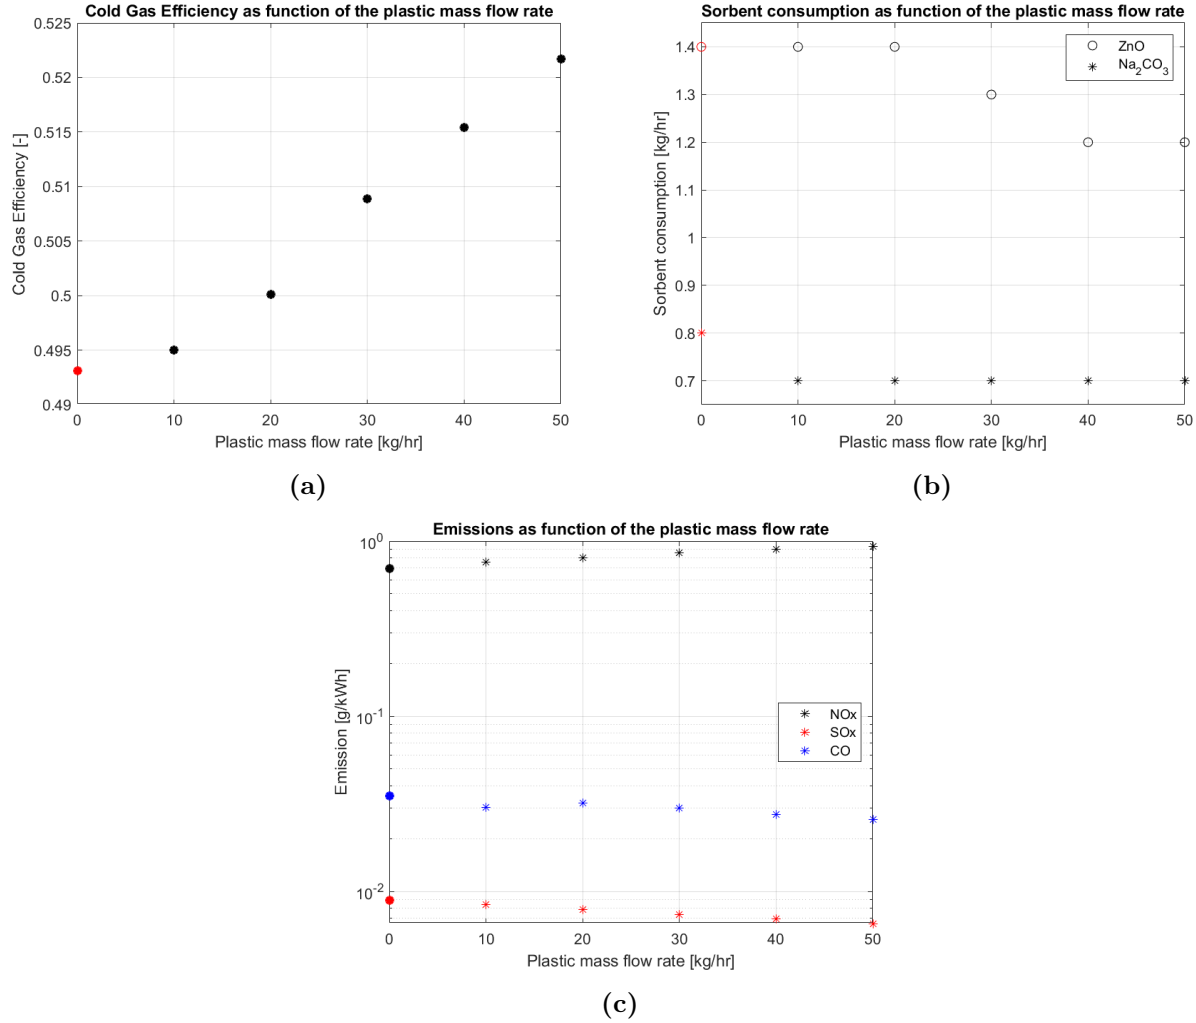 Cold Gas Efficiency as function of the plastic mass flow rate
0.525
0.52
0.515
0.51
0.505
0.5
0.495
0.49
Cold Gas Efficiency [-]
0 10 20 30 40 50
Plastic mass flow rate [kg/hr]
(a)
Sorbent consumption as function of the plastic mass flow rate
1.4
1.3
1.2
1.1
1
0.9
0.8
0.7
Sorbent consumption [kg/hr]
ZnO
Na₂CO₃
0 10 20 30 40 50
Plastic mass flow rate [kg/hr]
(b)
Emissions as function of the plastic mass flow rate
10⁰
10⁻¹
10⁻²
Emission [g/kWh]
NOx
SOx
CO
0 10 20 30 40 50
Plastic mass flow rate [kg/hr]
(c)